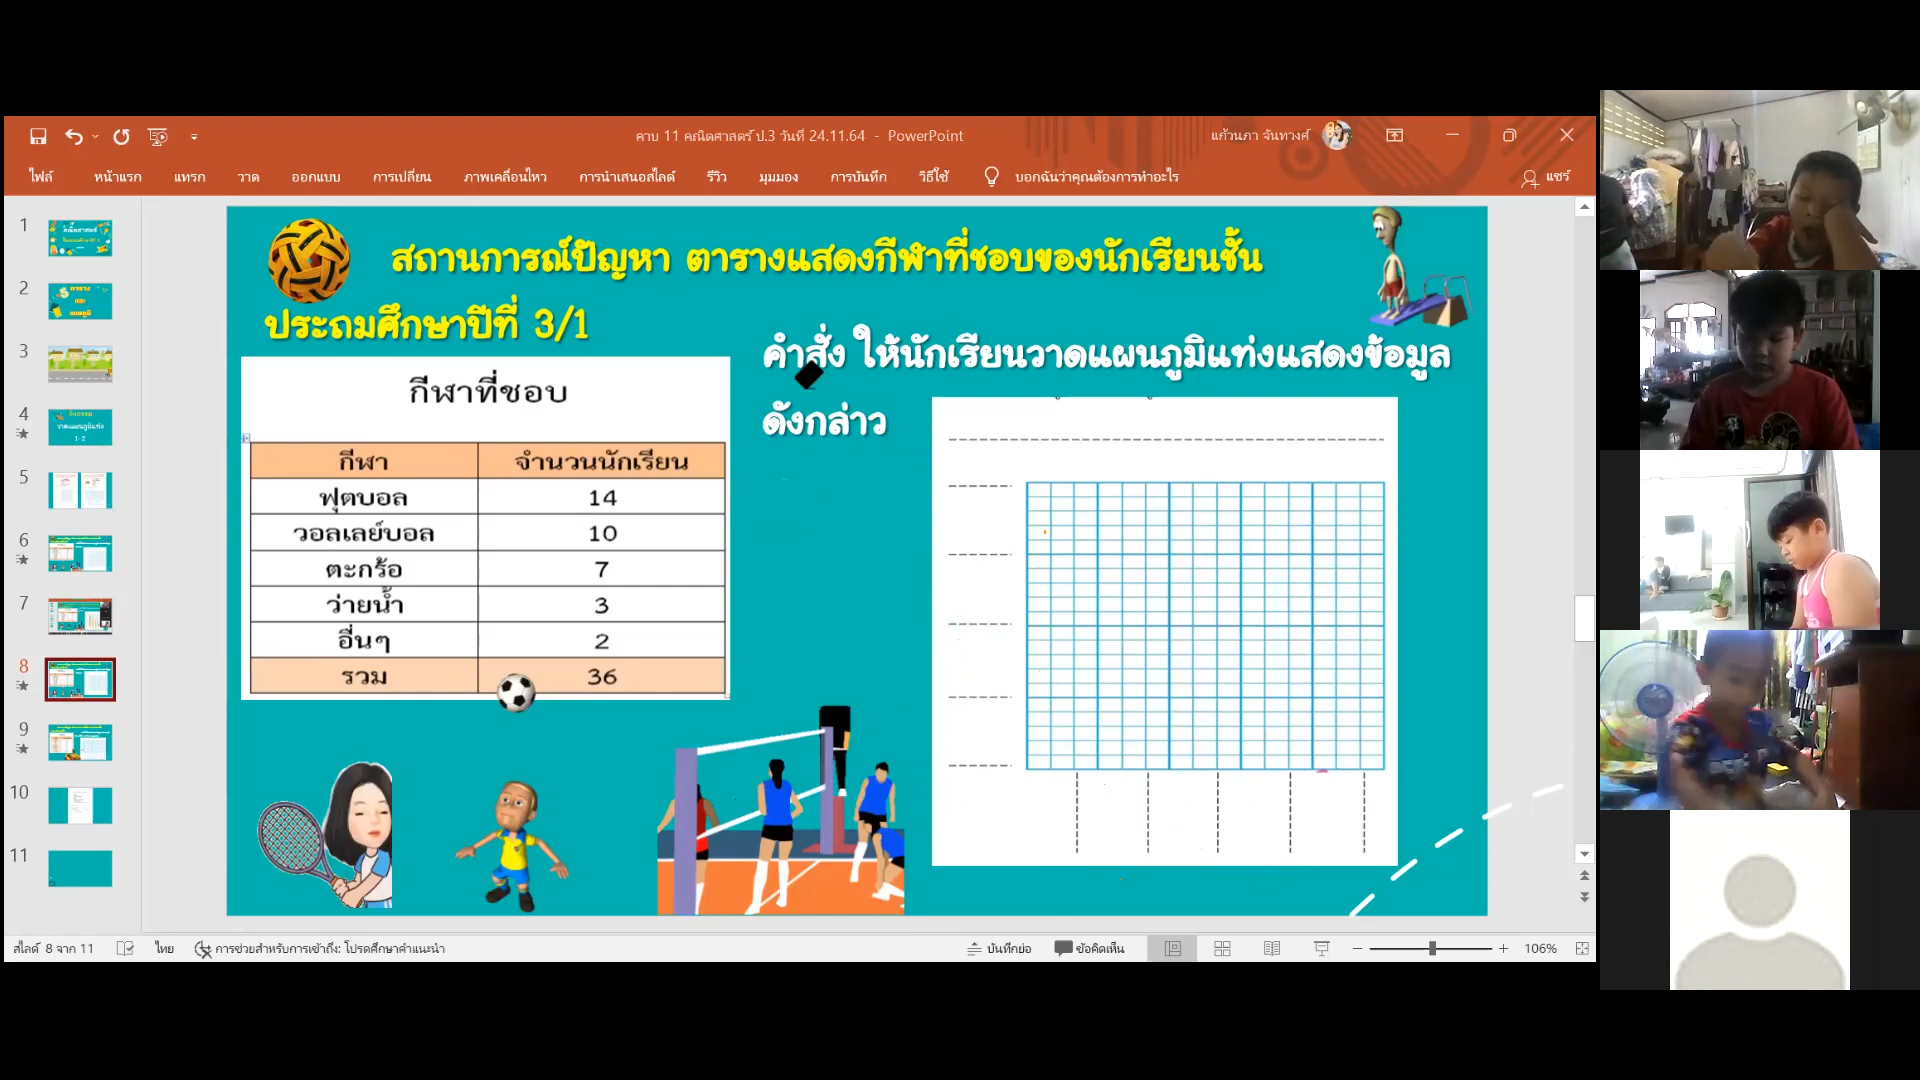 คาบ 11 คณิตศาสตร์ ป.3 วันที่ 24.11.64 - PowerPoint
แก้วนภา จันทวงศ์
ไฟล์ หน้าแรก แทรก วาด ออกแบบ การเปลี่ยน ภาพเคลื่อนไหว การนำเสนอสไลด์ รีวิว มุมมอง การบันทึก วิธีใช้ บอกฉันว่าคุณต้องการทำอะไร แชร์
1
2
3
4
5
6
7
8
9
10
11
สถานการณ์ปัญหา ตารางแสดงกีฬาที่ชอบของนักเรียนชั้น
ประถมศึกษาปีที่ 3/1
คำสั่ง ให้นักเรียนวาดแผนภูมิแท่งแสดงข้อมูล
ดังกล่าว
กีฬาที่ชอบ
กีฬา จำนวนนักเรียน
ฟุตบอล 14
วอลเลย์บอล 10
ตะกร้อ 7
ว่ายน้ำ 3
อื่นๆ 2
รวม 36
สไลด์ 8 จาก 11 ไทย การช่วยสำหรับการเข้าถึง: โปรดศึกษาคำแนะนำ บันทึกย่อ ข้อคิดเห็น 106%